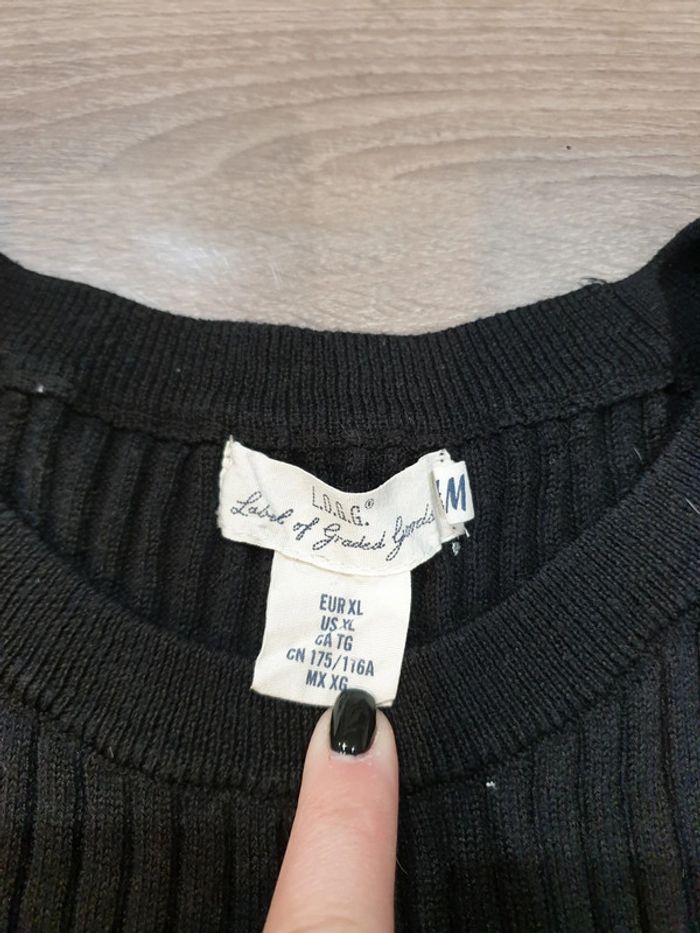 L.O.G.G.®
Label of Graded Goods
M
EUR XL
US XL
CA TG
CN 175/116A
MX XG